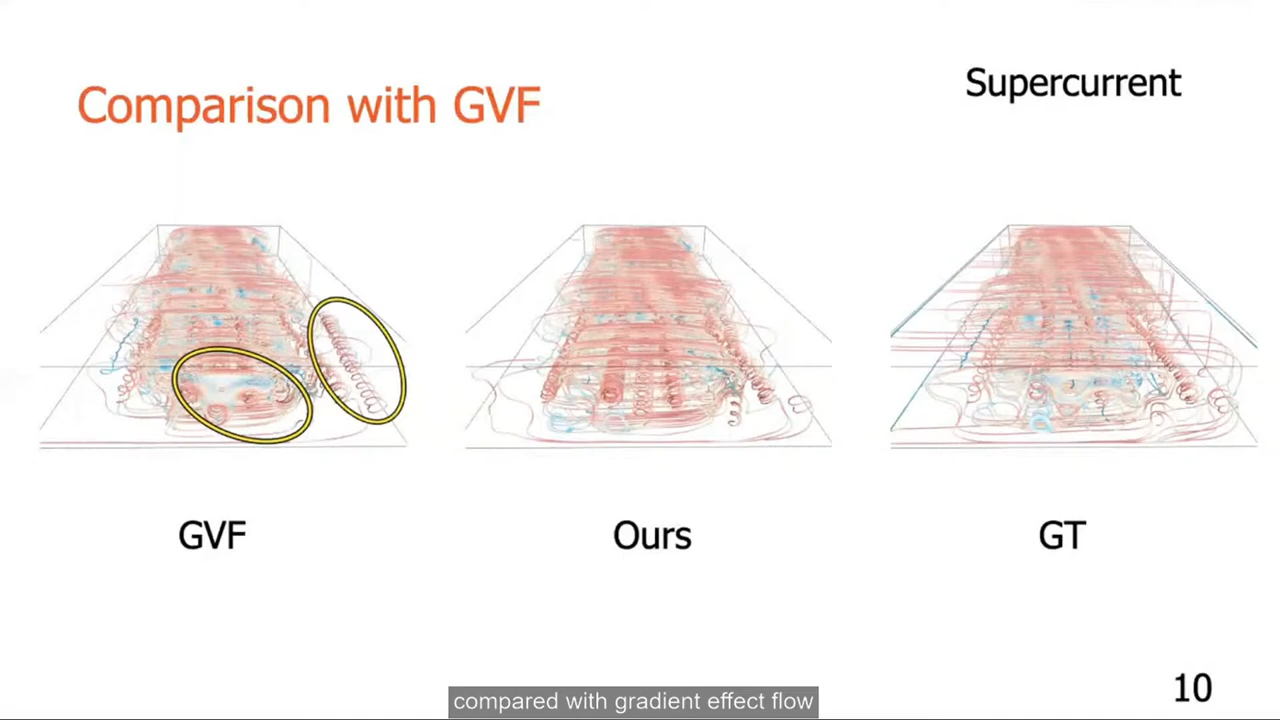 Comparison with GVF
Supercurrent
GVF
Ours
GT
compared with gradient effect flow
10